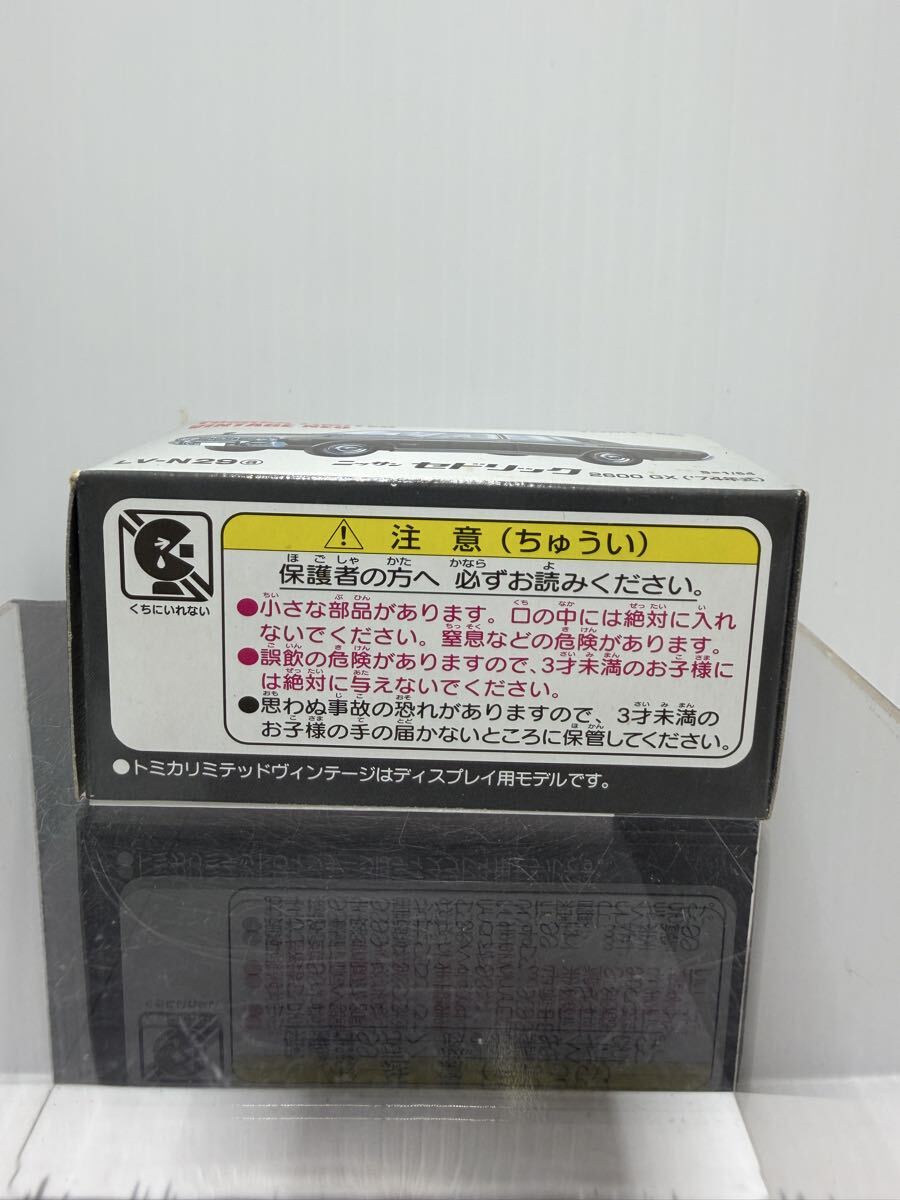 VINTAGE NEO
LV-N29a ニッサン セドリック 2600 GX ('74年式) S=1/64
くちにいれない
注意(ちゅうい)
保護者の方へ 必ずお読みください。
●小さな部品があります。口の中には絶対に入れ
ないでください。窒息などの危険があります。
●誤飲の危険がありますので、3才未満のお子様に
は絶対に与えないでください。
●思わぬ事故の恐れがありますので、3才未満の
お子様の手の届かないところに保管してください。
●トミカリミテッドヴィンテージはディスプレイ用モデルです。